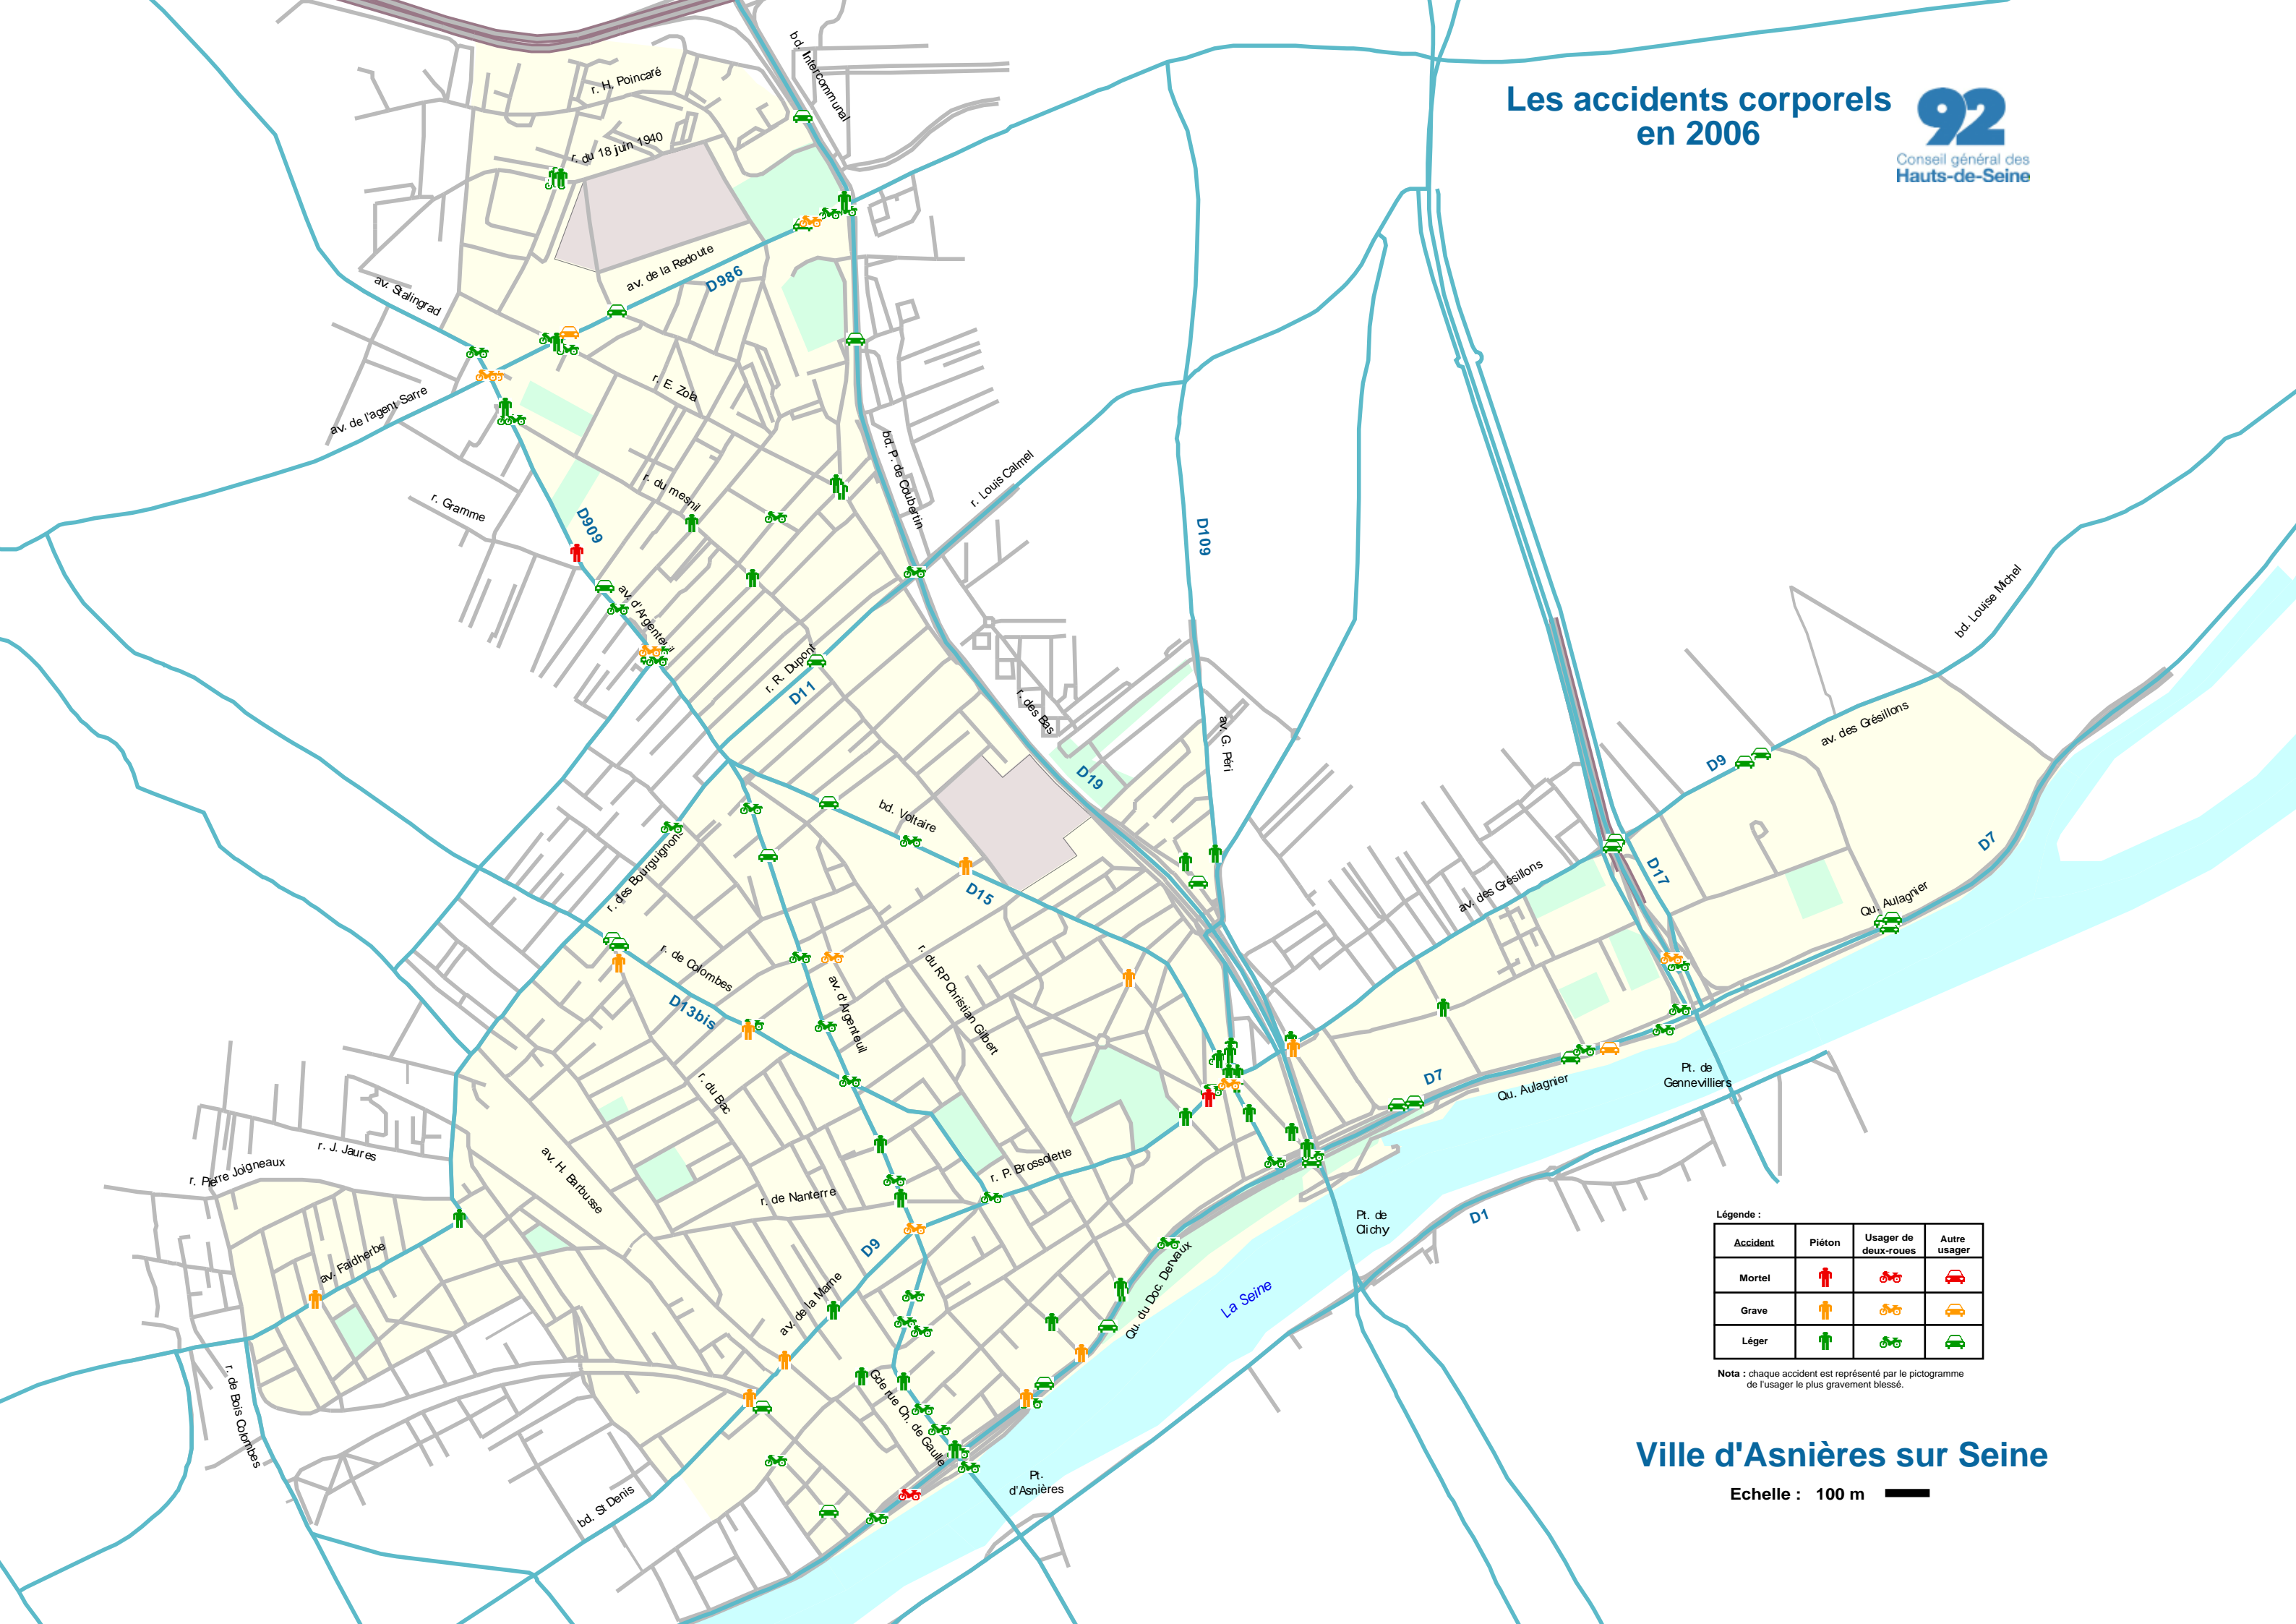 Les accidents corporels
en 2006
92
Conseil général des
Hauts-de-Seine
bd. Intercommunal
r. H. Poincaré
r. du 18 juin 1940
av. de la Redoute
D986
av. Stalingrad
av. de l'agent Sarre
r. E. Zola
bd. P. de Coubertin
r. Louis Calmel
r. du mesnil
r. Gramme
D909
D109
av. d'Argenteuil
bd. Louise Michel
r. R. Dupont
D11
r. des Bas
av. G. Péri
D19
av. des Grésillons
D9
bd. Voltaire
D15
D7
r. des Bourguignons
av. des Grésillons
D17
Qu. Aulagnier
r. de Colombes
D13bis
av. d'Argenteuil
r. du RP Christian Gilbert
r. du Bac
D7
Qu. Aulagnier
Pt. de
Gennevilliers
r. J. Jaures
r. Pierre Joigneaux
av. H. Barbusse
r. P. Brossolette
r. de Nanterre
D9
Pt. de
Clichy
D1
av. Faidherbe
av. de la Marne
Qu. du Doc. Dervaux
La Seine
r. de Bois Colombes
Gde rue Ch. de Gaulle
Pt.
d'Asnières
bd. St Denis
Légende :
Accident Piéton Usager de deux-roues Autre usager
Mortel
Grave
Léger
Nota : chaque accident est représenté par le pictogramme
de l'usager le plus gravement blessé.
Ville d'Asnières sur Seine
Echelle : 100 m